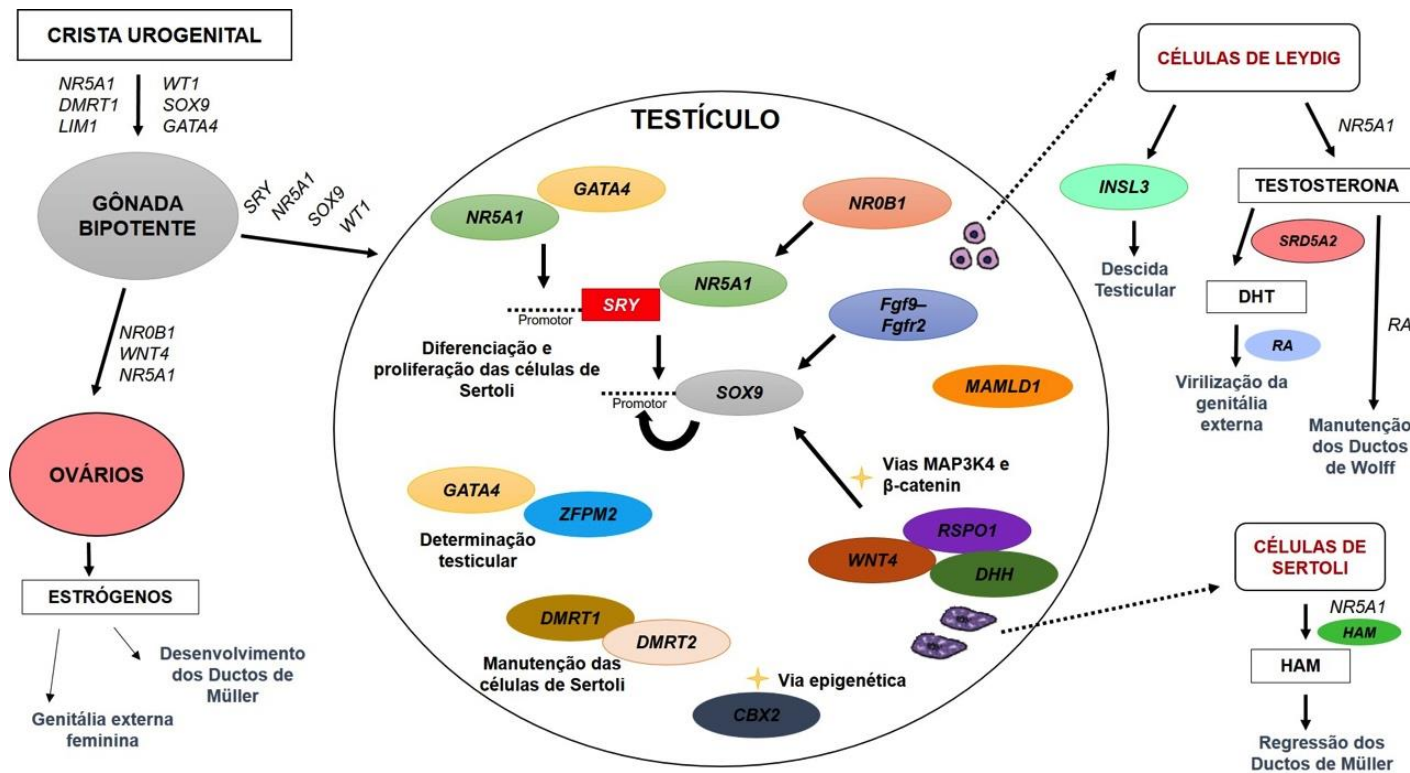 CRISTA UROGENITAL
NR5A1
DMRT1
LIM1
WT1
SOX9
GATA4
GÔNADA
BIPOTENTE
SRY
NR5A1
SOX9
WT1
NR0B1
WNT4
NR5A1
OVÁRIOS
ESTRÓGENOS
Desenvolvimento
dos Ductos de
Müller
Genitália externa
feminina
TESTÍCULO
GATA4
NR5A1
NR0B1
NR5A1
SRY
Promotor
Fgf9–
Fgfr2
Diferenciação e
proliferação das células de
Sertoli
Promotor
SOX9
MAMLD1
Vias MAP3K4 e
β-catenin
GATA4
ZFPM2
Determinação
testicular
RSPO1
WNT4
DHH
DMRT1
DMRT2
Manutenção das
células de Sertoli
Via epigenética
CBX2
CÉLULAS DE LEYDIG
NR5A1
INSL3
TESTOSTERONA
SRD5A2
Descida
Testicular
DHT
RA
RA
Virilização da
genitália
externa
Manutenção
dos Ductos
de Wolff
CÉLULAS DE
SERTOLI
NR5A1
HAM
HAM
Regressão dos
Ductos de Müller